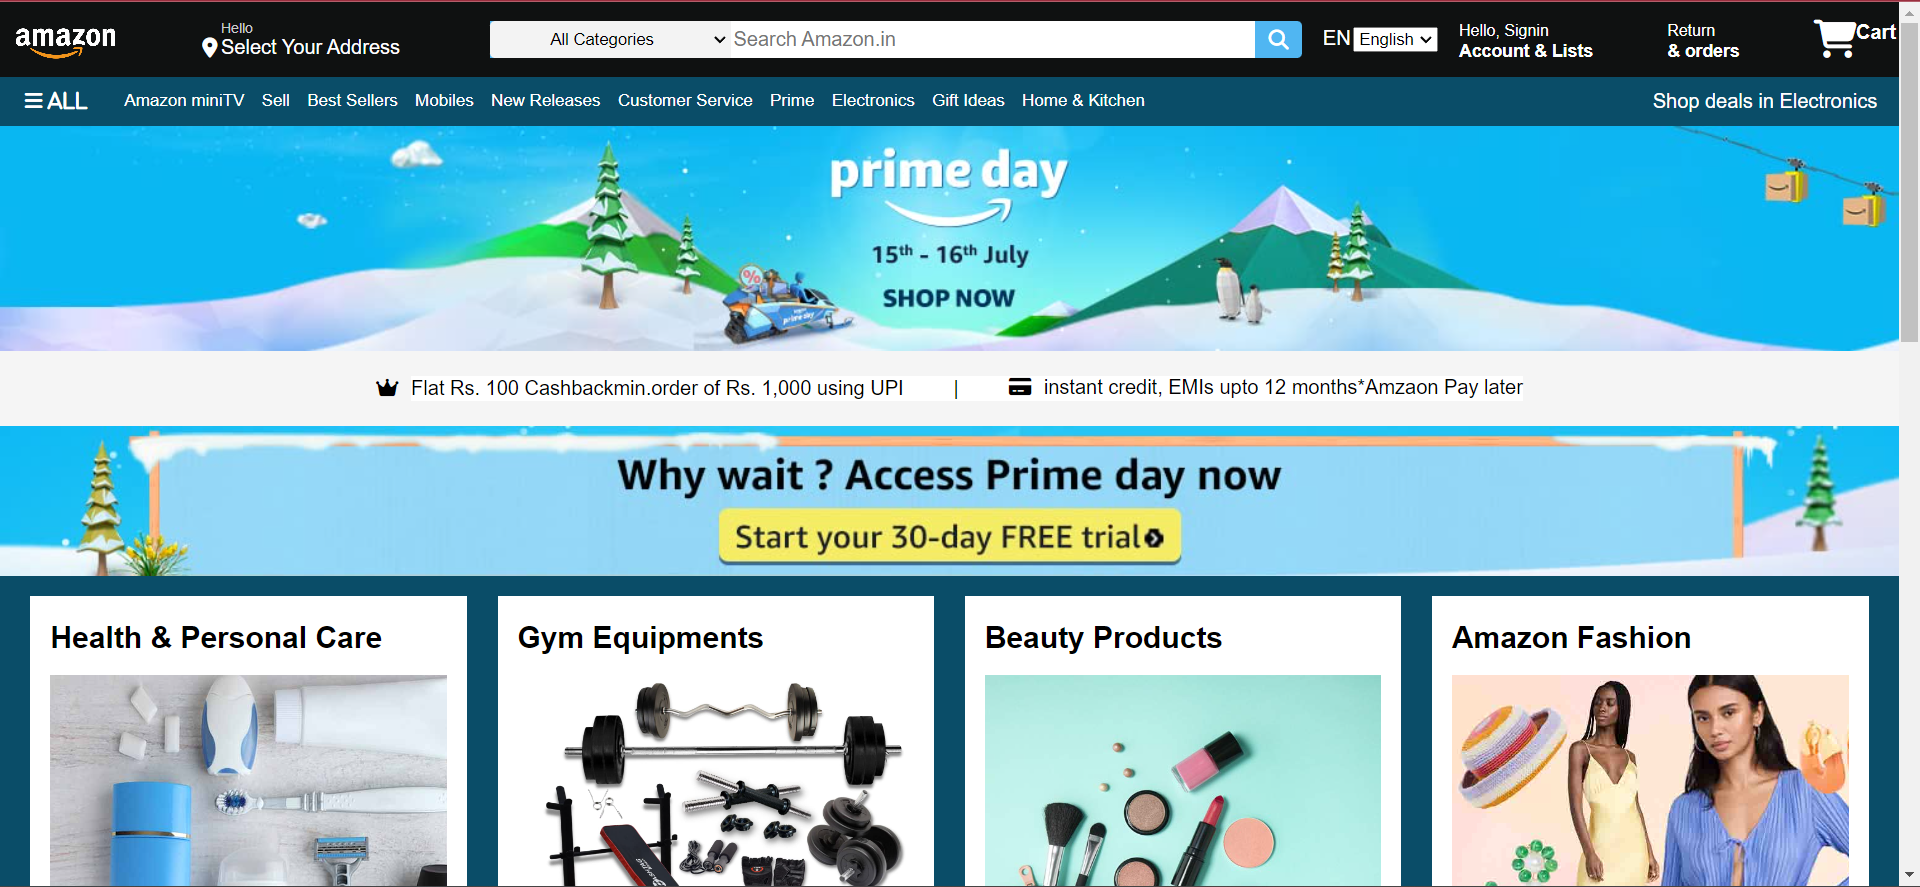 amazon
Hello
Select Your Address
All Categories
Search Amazon.in
EN
English
Hello, Signin
Account & Lists
Return
& orders
Cart
ALL
Amazon miniTV Sell Best Sellers Mobiles New Releases Customer Service Prime Electronics Gift Ideas Home & Kitchen
Shop deals in Electronics
prime day
15th - 16th July
SHOP NOW
%
prime day
Flat Rs. 100 Cashbackmin.order of Rs. 1,000 using UPI
|
instant credit, EMIs upto 12 months*Amzaon Pay later
Why wait ? Access Prime day now
Start your 30-day FREE trial
Health & Personal Care
Gym Equipments
Beauty Products
Amazon Fashion